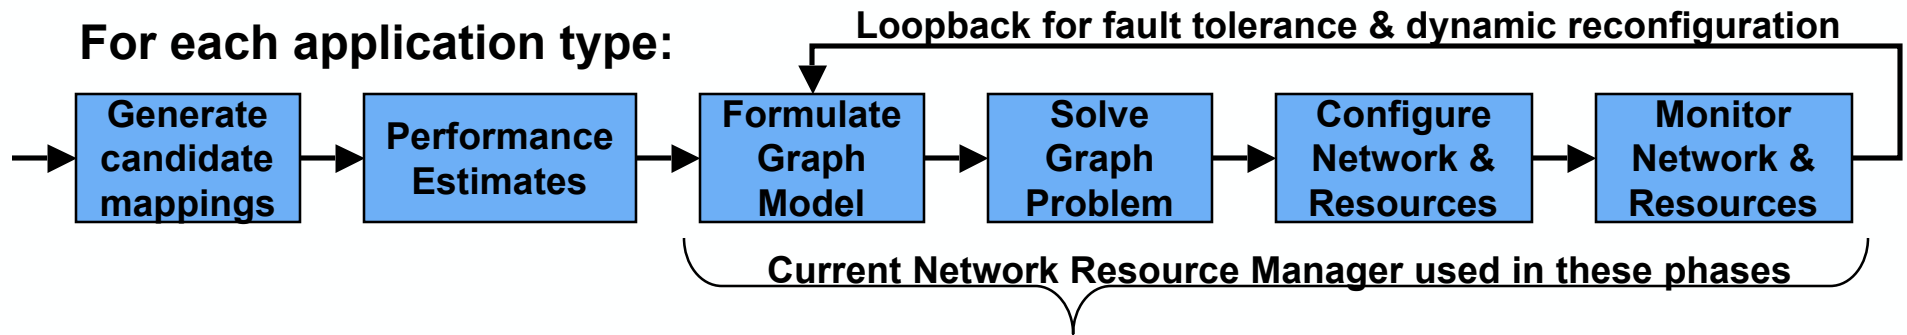 For each application type:
Loopback for fault tolerance & dynamic reconfiguration
Generate
candidate
mappings
Performance
Estimates
Formulate
Graph
Model
Solve
Graph
Problem
Configure
Network &
Resources
Monitor
Network &
Resources
Current Network Resource Manager used in these phases